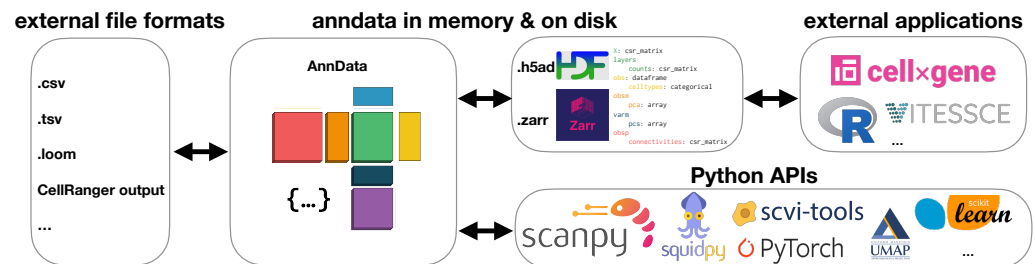 external file formats
anndata in memory & on disk
external applications
.csv
.tsv
.loom
CellRanger output
...
AnnData
{...}
.h5ad
HDF
.zarr
Zarr
X: csr_matrix
layers
counts: csr_matrix
obs: dataframe
celltypes: categorical
obsm
pca: array
varm
pcs: array
obsp
connectivities: csr_matrix
cell×gene
R
VITESSCE
...
Python APIs
scanpy
squidpy
scvi-tools
PyTorch
UMAP
scikit
learn
...